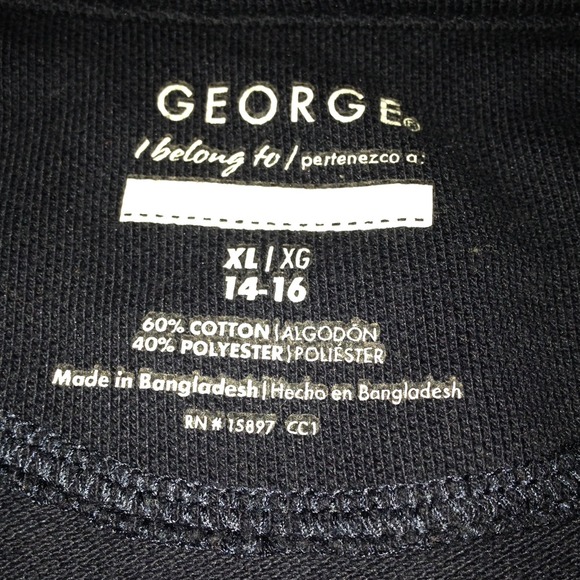 GEORGE®
I belong to / pertenezco a:
XL | XG
14-16
60% COTTON | ALGODÓN
40% POLYESTER | POLIÉSTER
Made in Bangladesh | Hecho en Bangladesh
RN # 15897 CC1